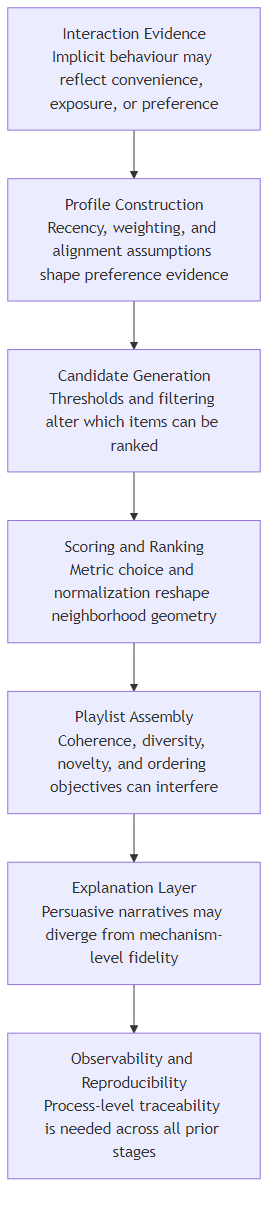 Interaction Evidence
Implicit behaviour may
reflect convenience,
exposure, or preference
Profile Construction
Recency, weighting, and
alignment assumptions
shape preference evidence
Candidate Generation
Thresholds and filtering
alter which items can be
ranked
Scoring and Ranking
Metric choice and
normalization reshape
neighborhood geometry
Playlist Assembly
Coherence, diversity,
novelty, and ordering
objectives can interfere
Explanation Layer
Persuasive narratives may
diverge from mechanism-
level fidelity
Observability and
Reproducibility
Process-level traceability
is needed across all prior
stages